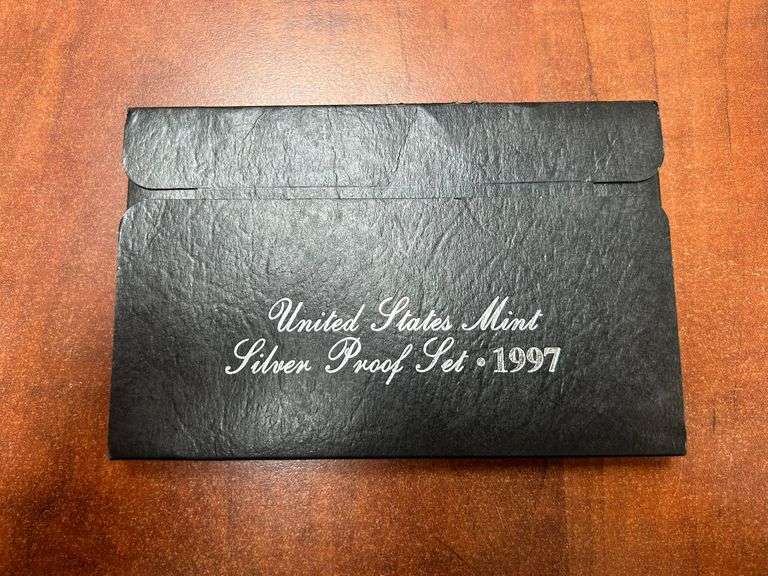 United States Mint
Silver Proof Set • 1997